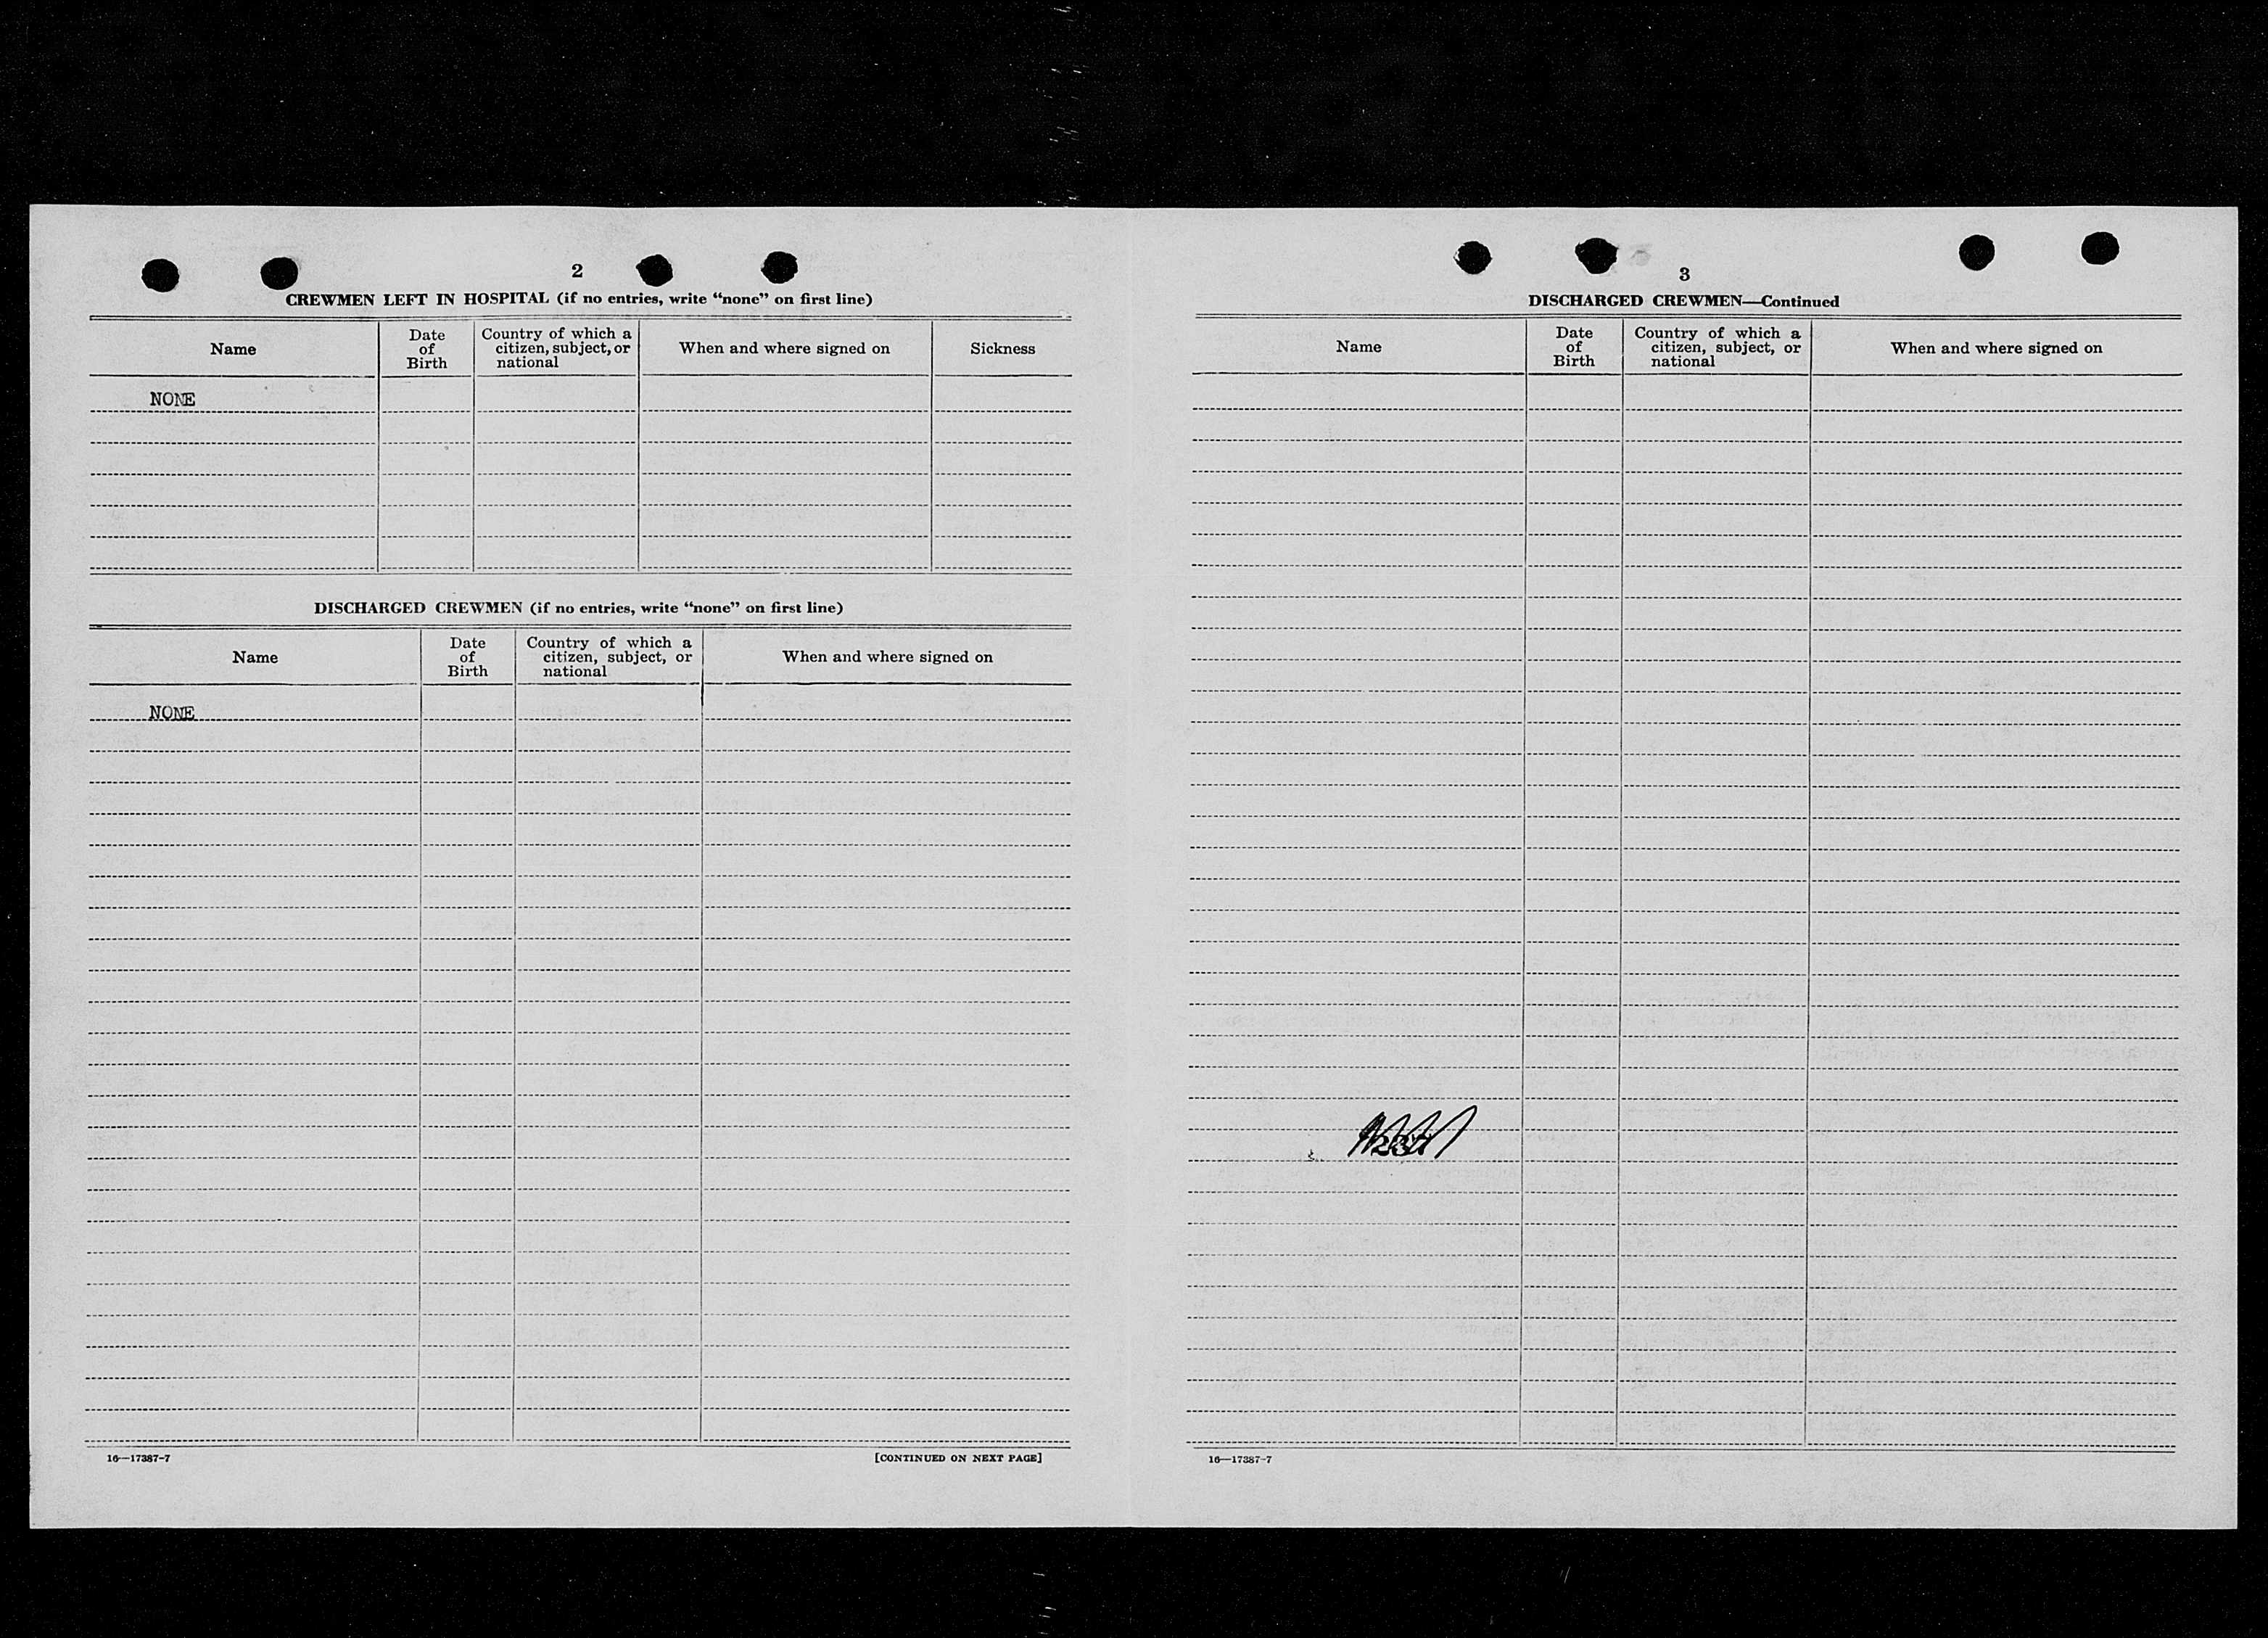 2
CREWMEN LEFT IN HOSPITAL (if no entries, write "none" on first line)
Name
Date of Birth
Country of which a citizen, subject, or national
When and where signed on
Sickness
NONE
DISCHARGED CREWMEN (if no entries, write "none" on first line)
Name
Date of Birth
Country of which a citizen, subject, or national
When and where signed on
NONE
16—17387-7
[CONTINUED ON NEXT PAGE]
3
DISCHARGED CREWMEN—Continued
Name
Date of Birth
Country of which a citizen, subject, or national
When and where signed on
16—17387-7